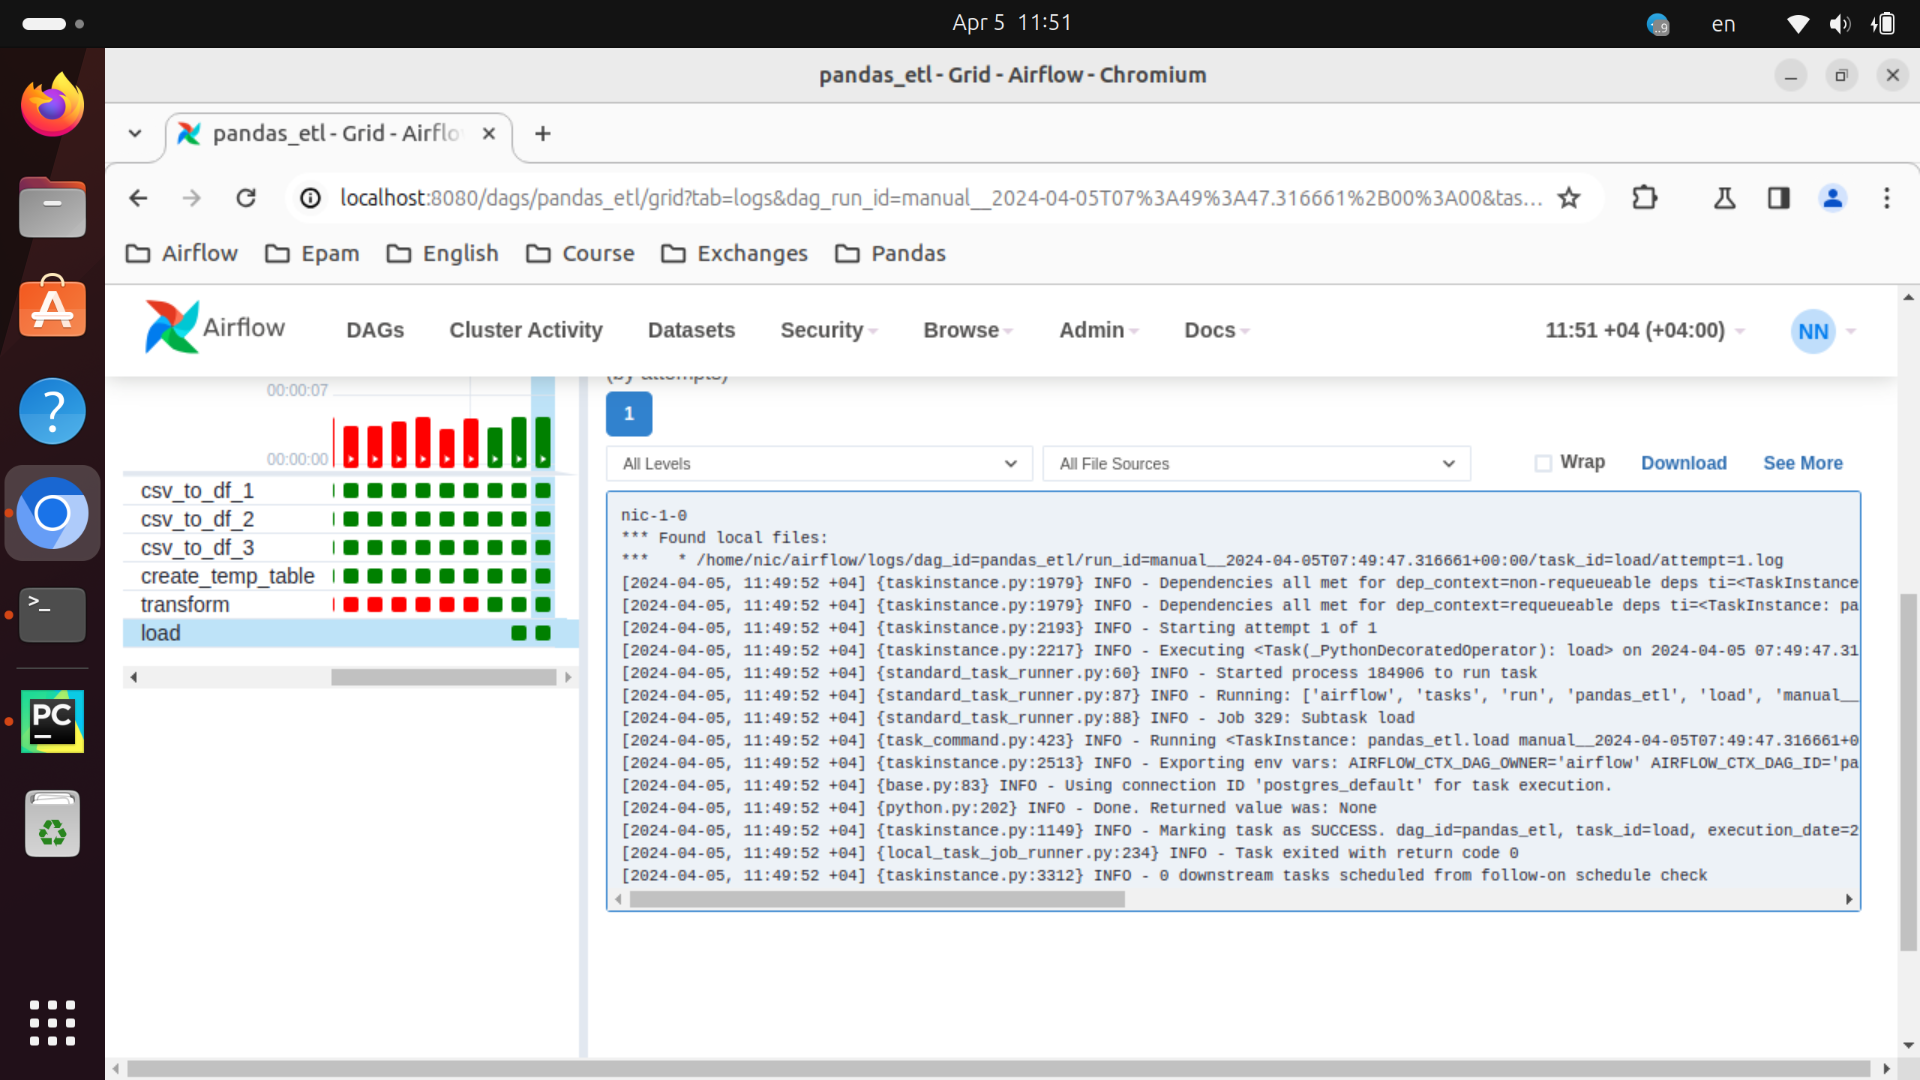 Apr 5 11:51
en
pandas_etl - Grid - Airflow - Chromium
pandas_etl - Grid - Airflo
localhost:8080/dags/pandas_etl/grid?tab=logs&dag_run_id=manual__2024-04-05T07%3A49%3A47.316661%2B00%3A00&tas...
Airflow
Epam
English
Course
Exchanges
Pandas
Airflow
DAGs
Cluster Activity
Datasets
Security
Browse
Admin
Docs
11:51 +04 (+04:00)
NN
(by attempts)
00:00:07
00:00:00
csv_to_df_1
csv_to_df_2
csv_to_df_3
create_temp_table
transform
load
1
All Levels
All File Sources
Wrap
Download
See More
nic-1-0
*** Found local files:
***   * /home/nic/airflow/logs/dag_id=pandas_etl/run_id=manual__2024-04-05T07:49:47.316661+00:00/task_id=load/attempt=1.log
[2024-04-05, 11:49:52 +04] {taskinstance.py:1979} INFO - Dependencies all met for dep_context=non-requeueable deps ti=<TaskInstance
[2024-04-05, 11:49:52 +04] {taskinstance.py:1979} INFO - Dependencies all met for dep_context=requeueable deps ti=<TaskInstance: pa
[2024-04-05, 11:49:52 +04] {taskinstance.py:2193} INFO - Starting attempt 1 of 1
[2024-04-05, 11:49:52 +04] {taskinstance.py:2217} INFO - Executing <Task(_PythonDecoratedOperator): load> on 2024-04-05 07:49:47.31
[2024-04-05, 11:49:52 +04] {standard_task_runner.py:60} INFO - Started process 184906 to run task
[2024-04-05, 11:49:52 +04] {standard_task_runner.py:87} INFO - Running: ['airflow', 'tasks', 'run', 'pandas_etl', 'load', 'manual__
[2024-04-05, 11:49:52 +04] {standard_task_runner.py:88} INFO - Job 329: Subtask load
[2024-04-05, 11:49:52 +04] {task_command.py:423} INFO - Running <TaskInstance: pandas_etl.load manual__2024-04-05T07:49:47.316661+0
[2024-04-05, 11:49:52 +04] {taskinstance.py:2513} INFO - Exporting env vars: AIRFLOW_CTX_DAG_OWNER='airflow' AIRFLOW_CTX_DAG_ID='pa
[2024-04-05, 11:49:52 +04] {base.py:83} INFO - Using connection ID 'postgres_default' for task execution.
[2024-04-05, 11:49:52 +04] {python.py:202} INFO - Done. Returned value was: None
[2024-04-05, 11:49:52 +04] {taskinstance.py:1149} INFO - Marking task as SUCCESS. dag_id=pandas_etl, task_id=load, execution_date=2
[2024-04-05, 11:49:52 +04] {local_task_job_runner.py:234} INFO - Task exited with return code 0
[2024-04-05, 11:49:52 +04] {taskinstance.py:3312} INFO - 0 downstream tasks scheduled from follow-on schedule check
>_
PC